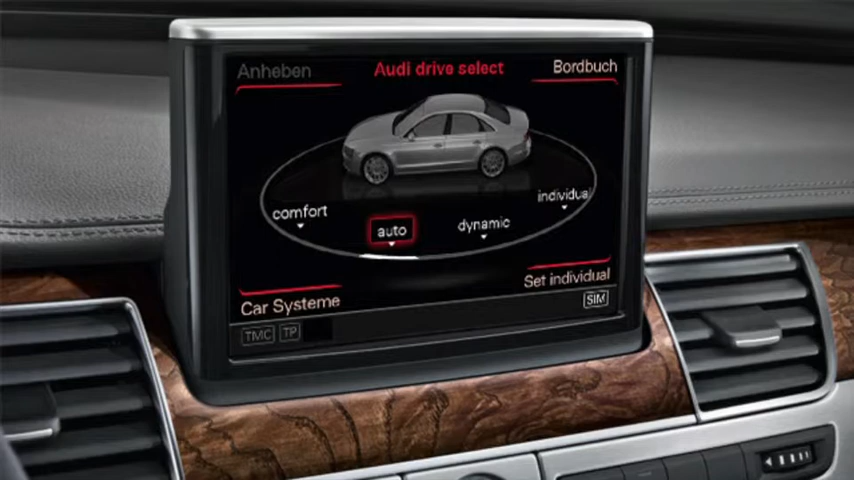 Anheben
Audi drive select
Bordbuch
comfort
auto
dynamic
individual
Car Systeme
Set individual
SIM
TMC TP